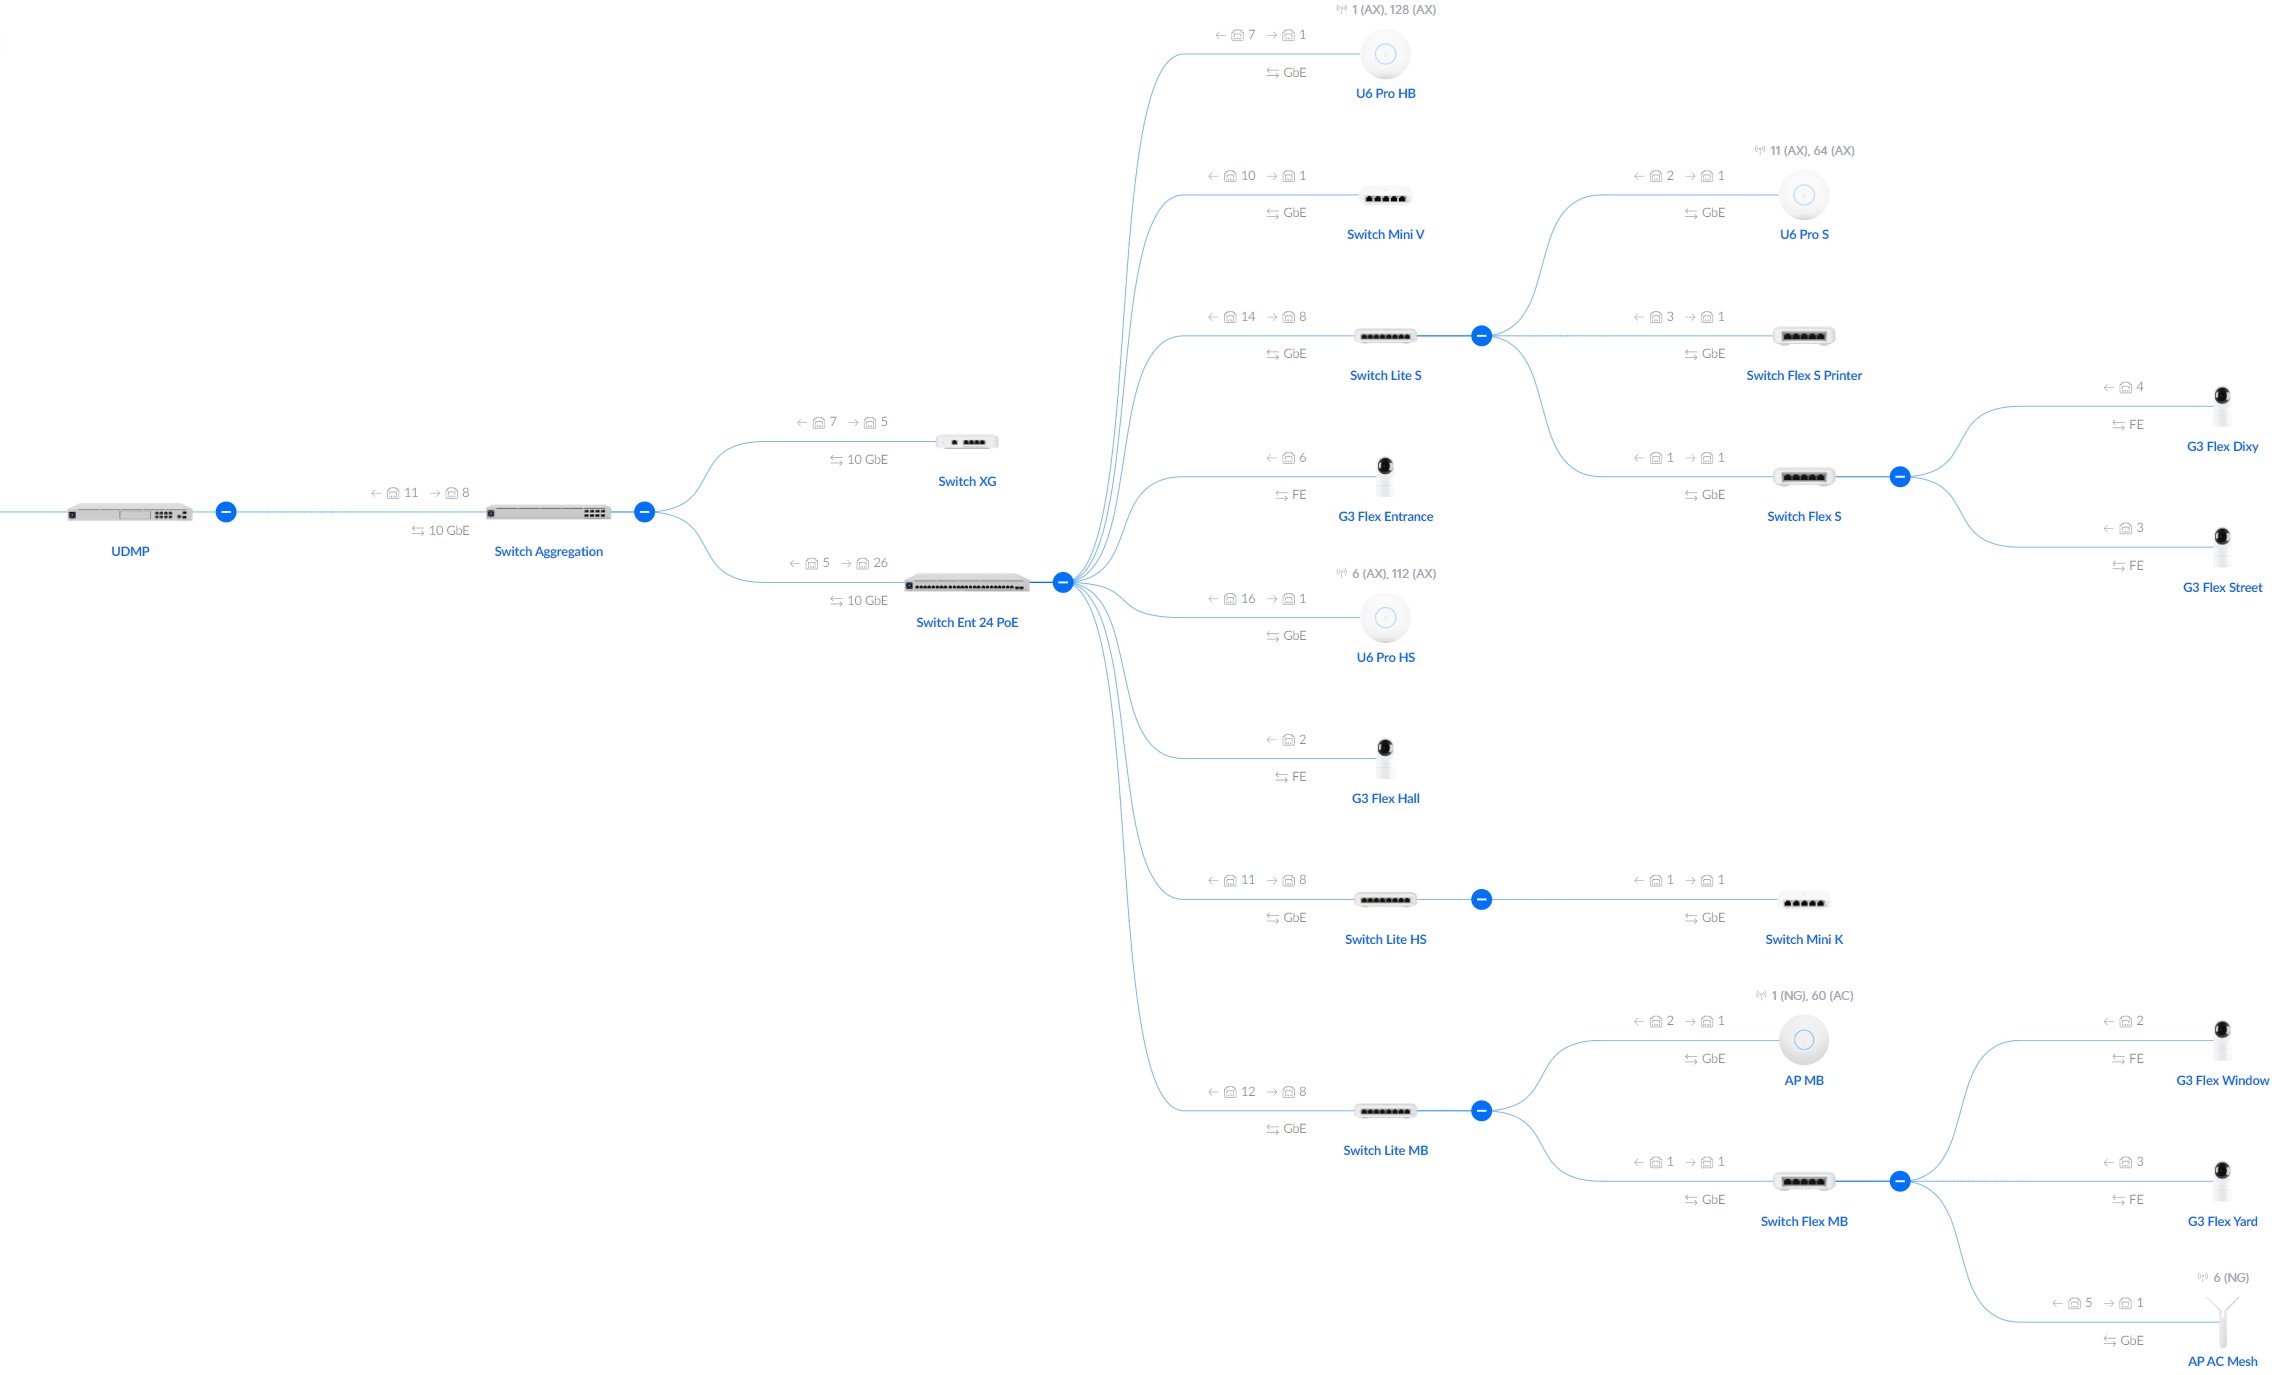 1 (AX), 128 (AX)
7 1
GbE
U6 Pro HB
11 (AX), 64 (AX)
10 1
GbE
Switch Mini V
2 1
GbE
U6 Pro S
14 8
GbE
Switch Lite S
3 1
GbE
Switch Flex S Printer
4
FE
G3 Flex Dixy
7 5
10 GbE
Switch XG
6
FE
G3 Flex Entrance
1 1
GbE
Switch Flex S
11 8
10 GbE
UDMP
Switch Aggregation
3
FE
G3 Flex Street
5 26
10 GbE
Switch Ent 24 PoE
6 (AX), 112 (AX)
16 1
GbE
U6 Pro HS
2
FE
G3 Flex Hall
11 8
GbE
Switch Lite HS
1 1
GbE
Switch Mini K
1 (NG), 60 (AC)
2 1
GbE
AP MB
2
FE
G3 Flex Window
12 8
GbE
Switch Lite MB
1 1
GbE
Switch Flex MB
3
FE
G3 Flex Yard
6 (NG)
5 1
GbE
AP AC Mesh